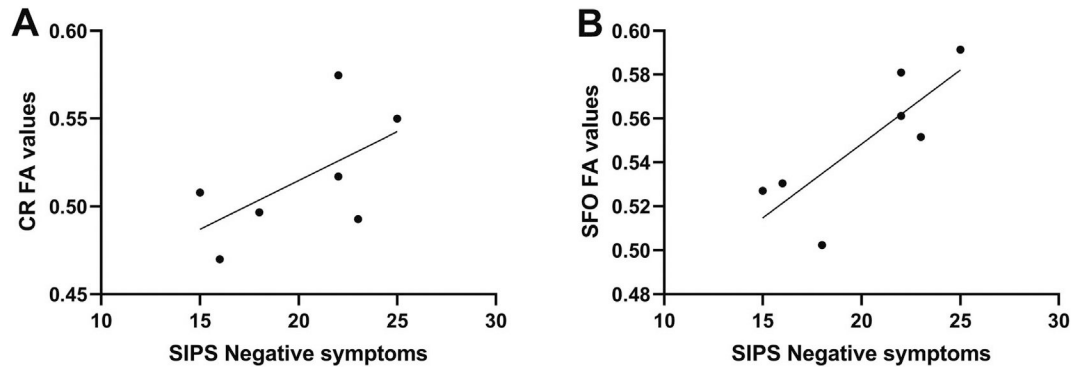 A
CR FA values
0.60
0.55
0.50
0.45
10 15 20 25 30
SIPS Negative symptoms
B
SFO FA values
0.60
0.58
0.56
0.54
0.52
0.50
0.48
10 15 20 25 30
SIPS Negative symptoms